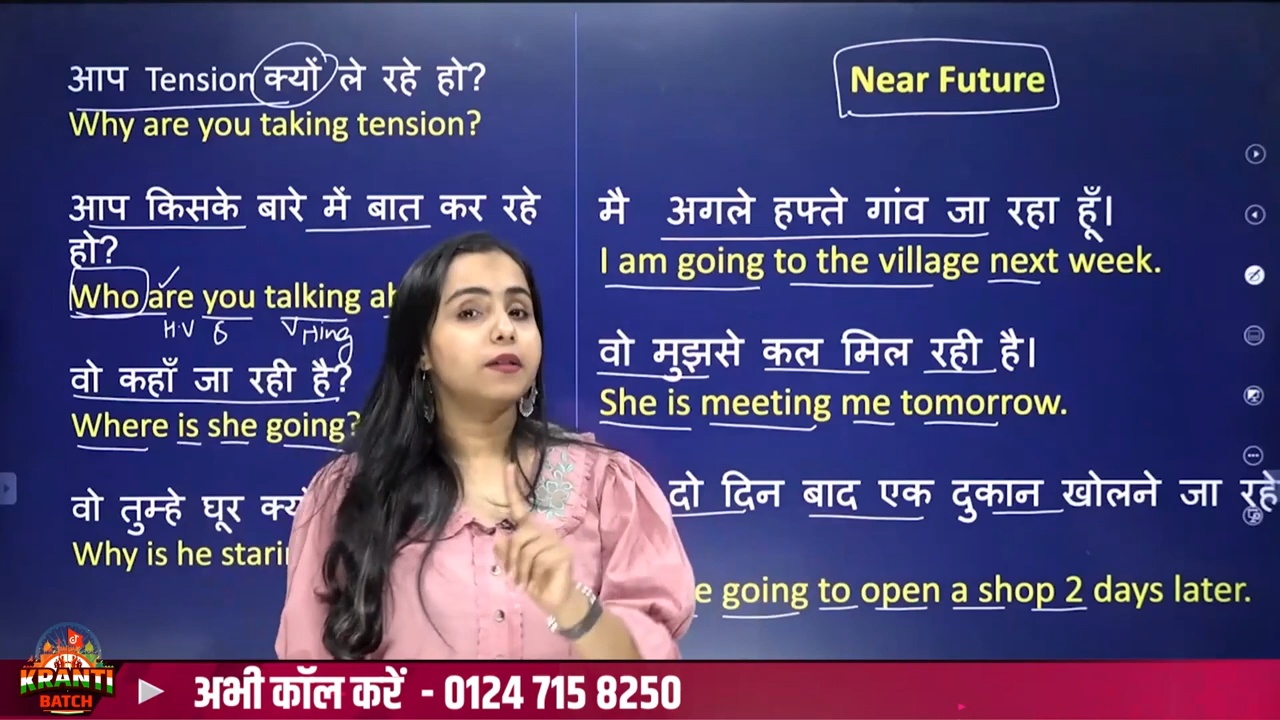 आप Tension क्यों ले रहे हो?
Why are you taking tension?
आप किसके बारे में बात कर रहे
हो?
Who are you talking
H.V S V+ing
वो कहाँ जा रही है?
Where is she going?
वो तुम्हे घूर
Why is he
Near Future
मै अगले हफ्ते गांव जा रहा हूँ।
I am going to the village next week.
वो मुझसे कल मिल रही है।
She is meeting me tomorrow.
दो दिन बाद एक दुकान खोलने जा रहे
going to open a shop 2 days later.
KRANTI
BATCH
अभी कॉल करें - 0124 715 8250